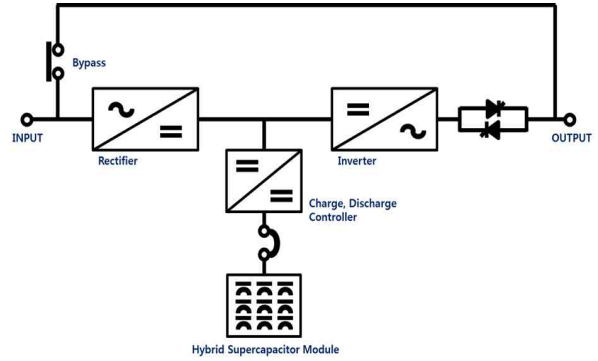 Bypass
INPUT
Rectifier
Inverter
OUTPUT
Charge, Discharge
Controller
Hybrid Supercapacitor Module